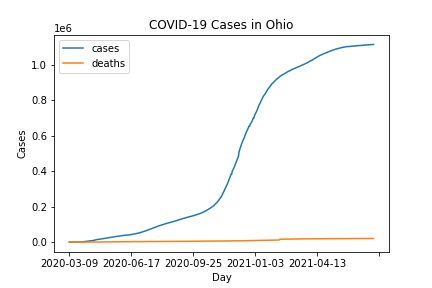 COVID-19 Cases in Ohio
1e6
cases
deaths
1.0
0.8
0.6
0.4
0.2
0.0
Cases
2020-03-09 2020-06-17 2020-09-25 2021-01-03 2021-04-13
Day